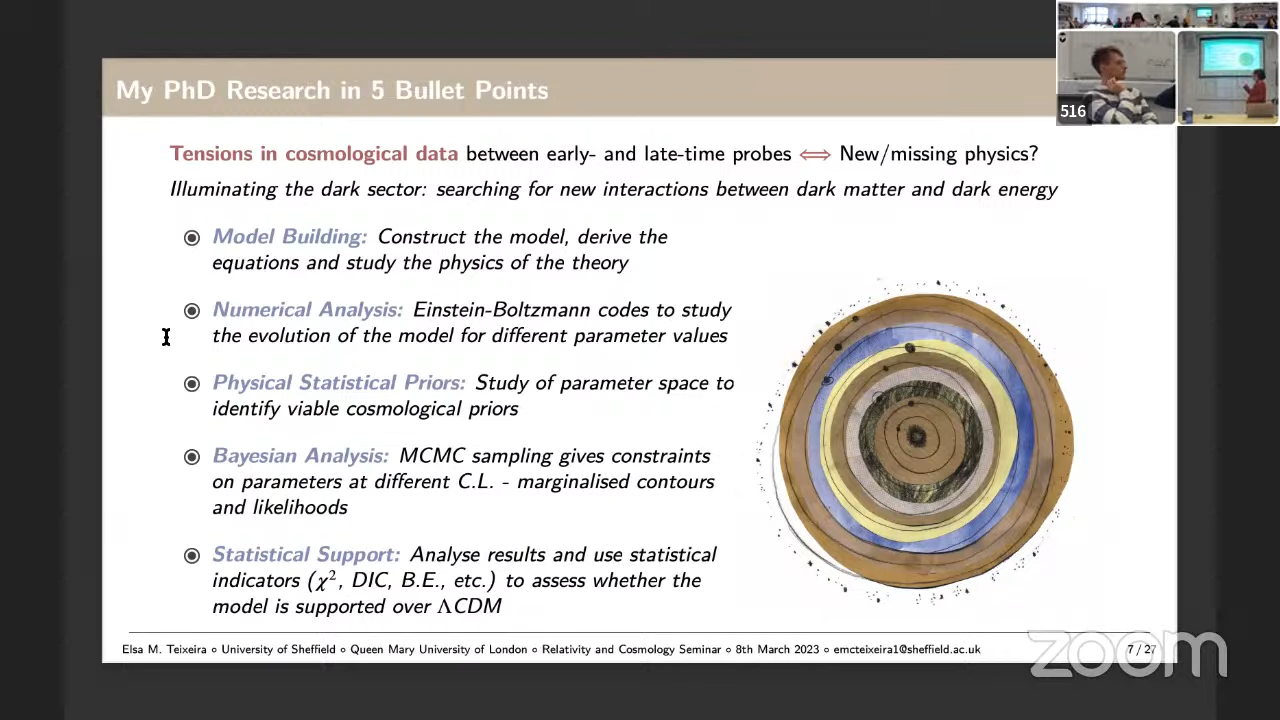 My PhD Research in 5 Bullet Points
516
Tensions in cosmological data between early- and late-time probes ⟺ New/missing physics?
Illuminating the dark sector: searching for new interactions between dark matter and dark energy
Model Building: Construct the model, derive the
equations and study the physics of the theory
Numerical Analysis: Einstein-Boltzmann codes to study
the evolution of the model for different parameter values
Physical Statistical Priors: Study of parameter space to
identify viable cosmological priors
Bayesian Analysis: MCMC sampling gives constraints
on parameters at different C.L. - marginalised contours
and likelihoods
Statistical Support: Analyse results and use statistical
indicators (χ², DIC, B.E., etc.) to assess whether the
model is supported over ΛCDM
Elsa M. Teixeira ∘ University of Sheffield ∘ Queen Mary University of London ∘ Relativity and Cosmology Seminar ∘ 8th March 2023 ∘ emcteixeira1@sheffield.ac.uk
7 / 27
zoom